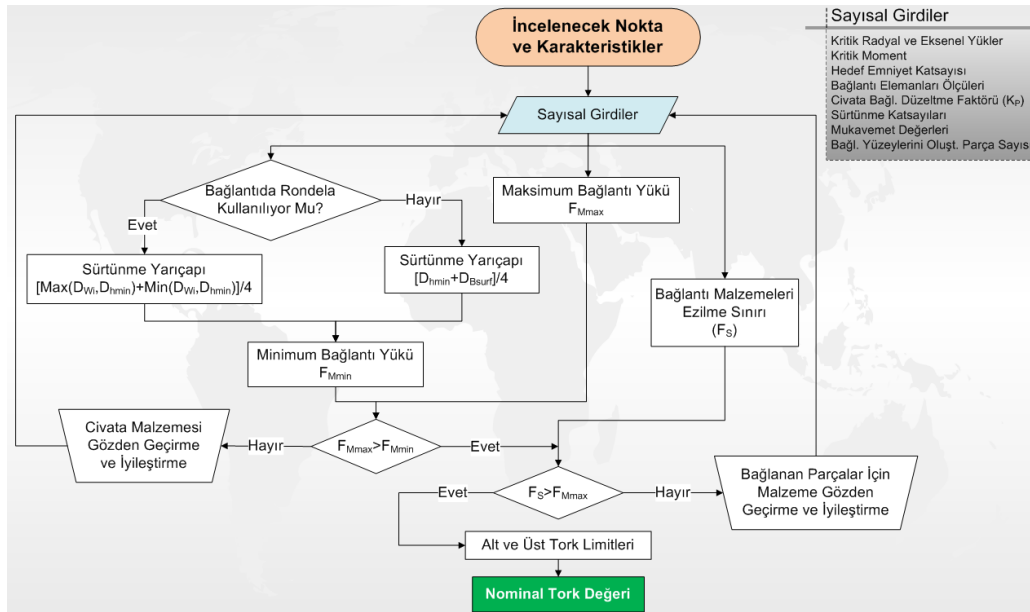 İncelenecek Nokta
ve Karakteristikler
Sayısal Girdiler
Kritik Radyal ve Eksenel Yükler
Kritik Moment
Hedef Emniyet Katsayısı
Bağlantı Elemanları Ölçüleri
Civata Bağl. Düzeltme Faktörü (KP)
Sürtünme Katsayıları
Mukavemet Değerleri
Bağl. Yüzeylerini Oluşt. Parça Sayıs
Sayısal Girdiler
Bağlantıda Rondela
Kullanılıyor Mu?
Evet
Hayır
Maksimum Bağlantı Yükü
FMmax
Sürtünme Yarıçapı
[Max(DWi,Dhmin)+Min(DWi,Dhmin)]/4
Sürtünme Yarıçapı
[Dhmin+DBsurf]/4
Bağlantı Malzemeleri
Ezilme Sınırı
(FS)
Minimum Bağlantı Yükü
FMmin
Civata Malzemesi
Gözden Geçirme
ve İyileştirme
Hayır
FMmax>FMmin
Evet
Evet
FS>FMmax
Hayır
Bağlanan Parçalar İçin
Malzeme Gözden
Geçirme ve İyileştirme
Alt ve Üst Tork Limitleri
Nominal Tork Değeri